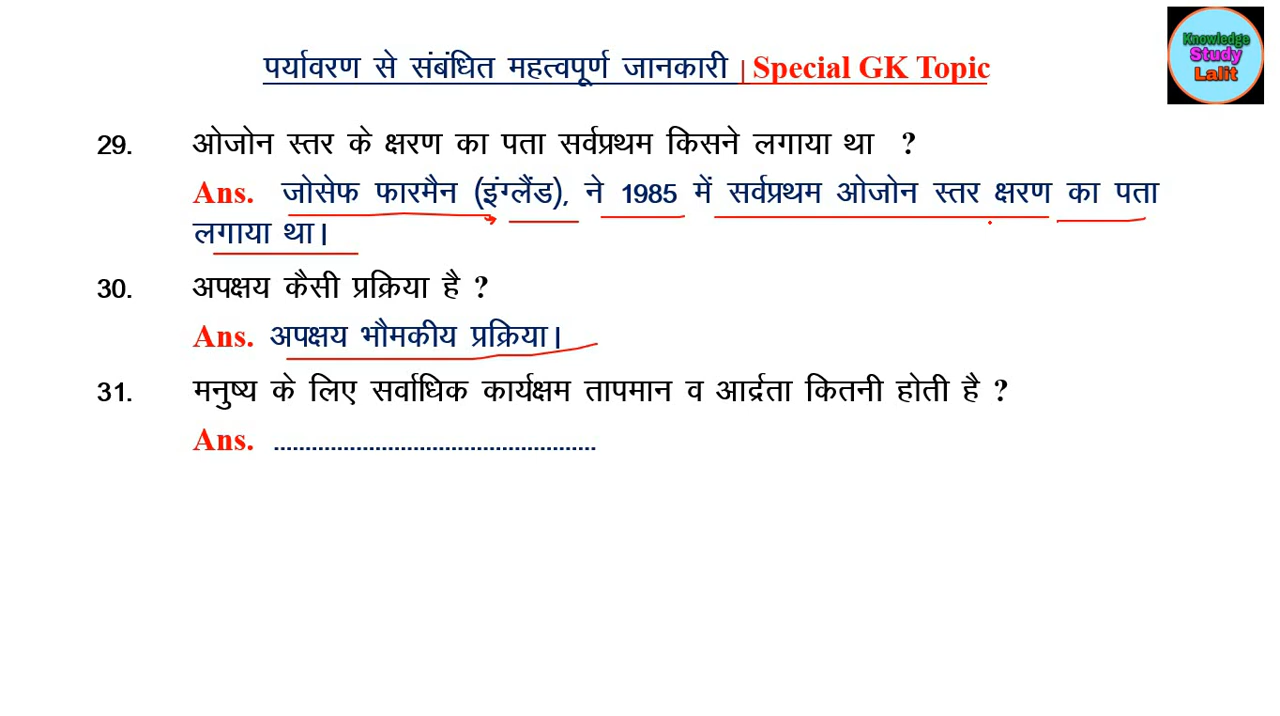 Knowledge
Study
Lalit
पर्यावरण से संबंधित महत्वपूर्ण जानकारी | Special GK Topic
29. ओजोन स्तर के क्षरण का पता सर्वप्रथम किसने लगाया था ?
Ans. जोसेफ फारमैन (इंग्लैंड), ने 1985 में सर्वप्रथम ओजोन स्तर क्षरण का पता
लगाया था।
30. अपक्षय कैसी प्रक्रिया है ?
Ans. अपक्षय भौमकीय प्रक्रिया।
31. मनुष्य के लिए सर्वाधिक कार्यक्षम तापमान व आर्द्रता कितनी होती है ?
Ans. ...................................................